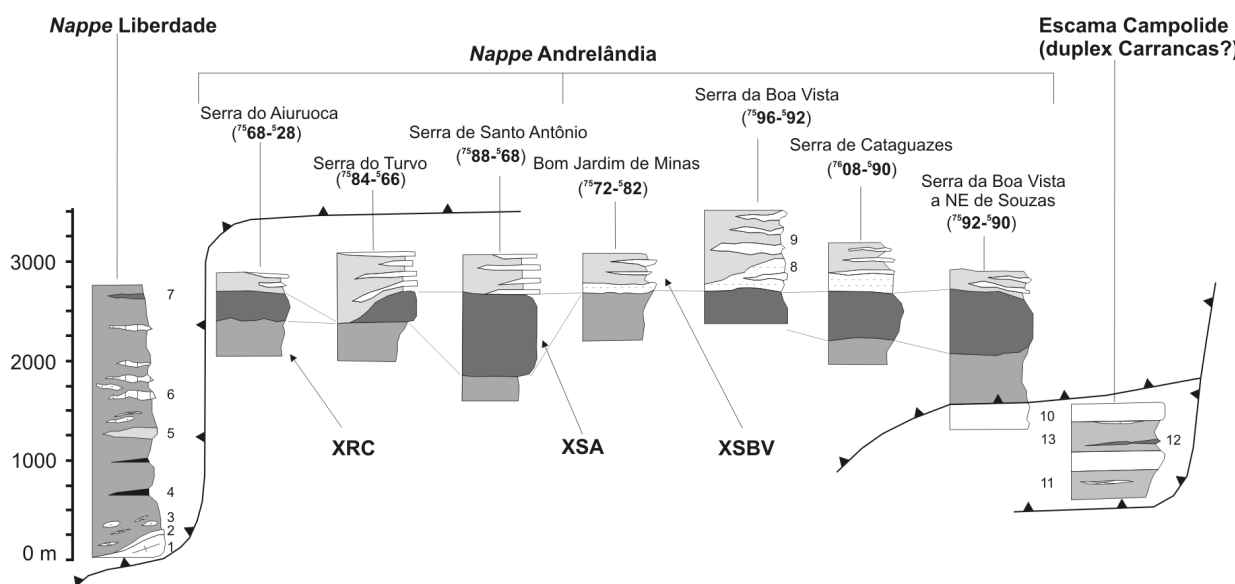 Nappe Liberdade
Escama Campolide
(duplex Carrancas?)
Nappe Andrelândia
Serra do Aiuruoca
(⁷⁵68-⁵28)
Serra do Turvo
(⁷⁵84-⁵66)
Serra de Santo Antônio
(⁷⁵88-⁵68)
Bom Jardim de Minas
(⁷⁵72-⁵82)
Serra da Boa Vista
(⁷⁵96-⁵92)
Serra de Cataguazes
(⁷⁶08-⁵90)
Serra da Boa Vista
a NE de Souzas
(⁷⁵92-⁵90)
3000
2000
1000
0 m
7
6
5
4
3
2
1
9
8
10
13
12
11
XRC
XSA
XSBV